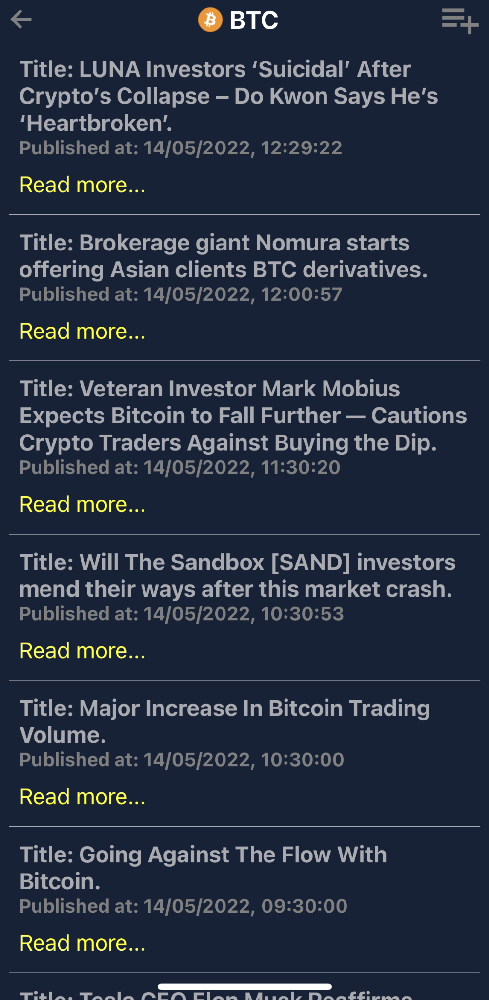 BTC
Title: LUNA Investors ‘Suicidal’ After
Crypto’s Collapse – Do Kwon Says He’s
‘Heartbroken’.
Published at: 14/05/2022, 12:29:22
Read more...
Title: Brokerage giant Nomura starts
offering Asian clients BTC derivatives.
Published at: 14/05/2022, 12:00:57
Read more...
Title: Veteran Investor Mark Mobius
Expects Bitcoin to Fall Further — Cautions
Crypto Traders Against Buying the Dip.
Published at: 14/05/2022, 11:30:20
Read more...
Title: Will The Sandbox [SAND] investors
mend their ways after this market crash.
Published at: 14/05/2022, 10:30:53
Read more...
Title: Major Increase In Bitcoin Trading
Volume.
Published at: 14/05/2022, 10:30:00
Read more...
Title: Going Against The Flow With
Bitcoin.
Published at: 14/05/2022, 09:30:00
Read more...
Title: Tesla CEO Elon Musk Reaffirms